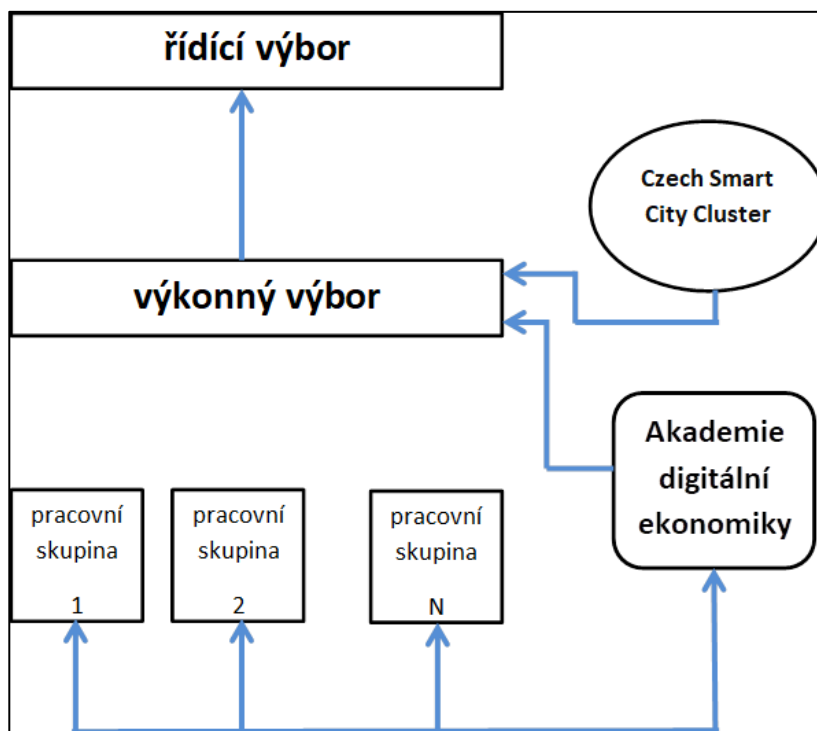 řídící výbor
Czech Smart
City Cluster
výkonný výbor
Akademie
digitální
ekonomiky
pracovní
skupina
1
pracovní
skupina
2
pracovní
skupina
N